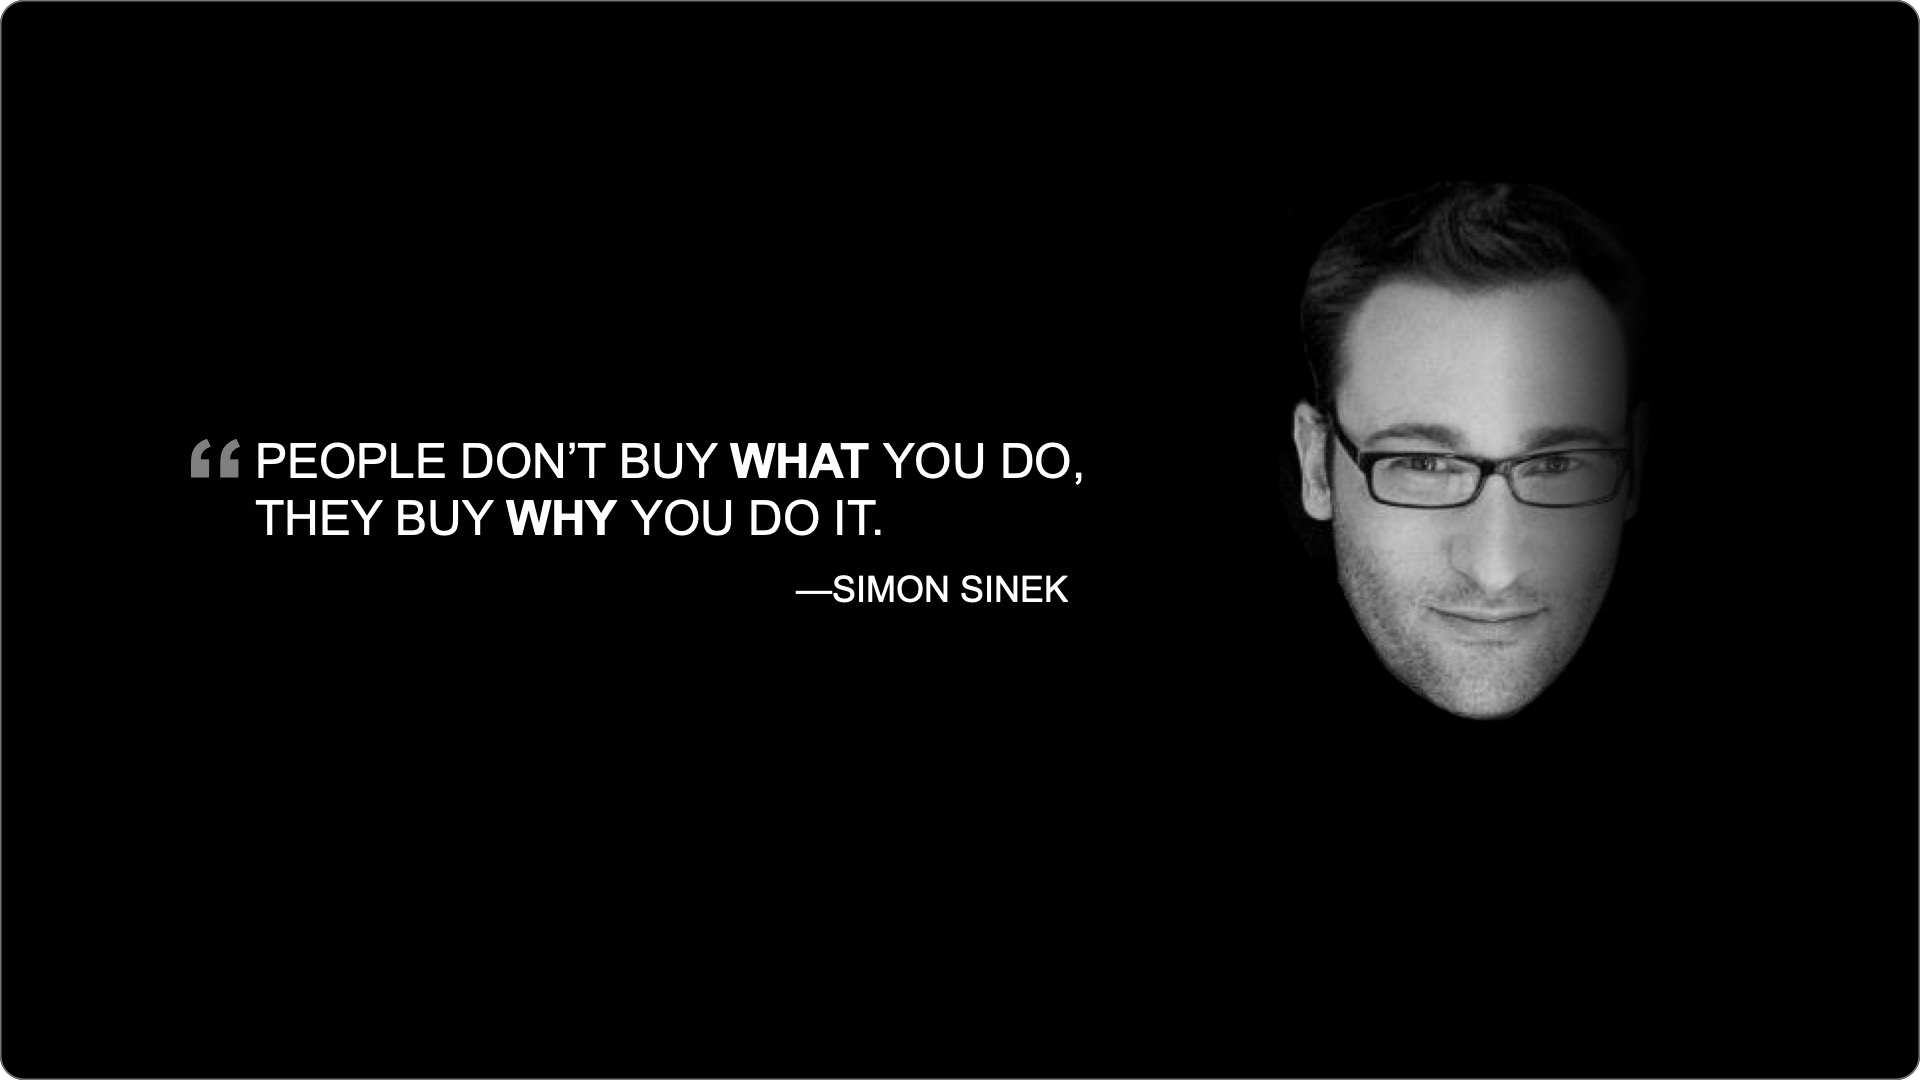 “PEOPLE DON’T BUY WHAT YOU DO,
THEY BUY WHY YOU DO IT.
—SIMON SINEK